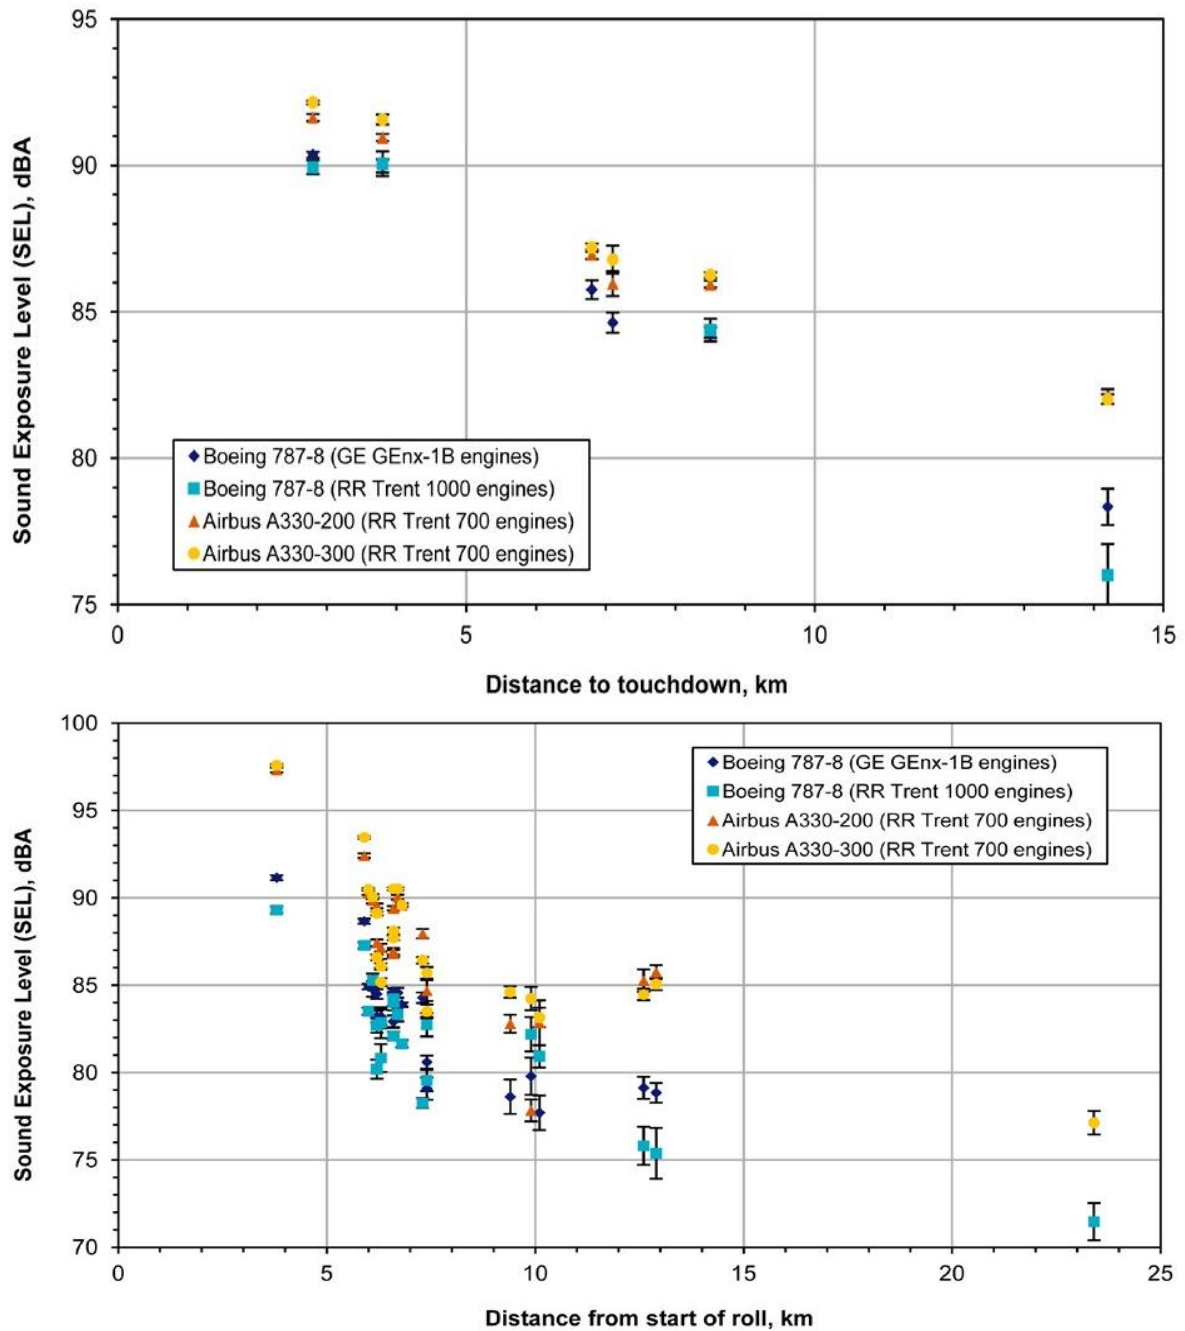 95
90
85
80
75
Sound Exposure Level (SEL), dBA
Boeing 787-8 (GE GEnx-1B engines)
Boeing 787-8 (RR Trent 1000 engines)
Airbus A330-200 (RR Trent 700 engines)
Airbus A330-300 (RR Trent 700 engines)
0 5 10 15
Distance to touchdown, km
100
95
90
85
80
75
70
Sound Exposure Level (SEL), dBA
Boeing 787-8 (GE GEnx-1B engines)
Boeing 787-8 (RR Trent 1000 engines)
Airbus A330-200 (RR Trent 700 engines)
Airbus A330-300 (RR Trent 700 engines)
0 5 10 15 20 25
Distance from start of roll, km